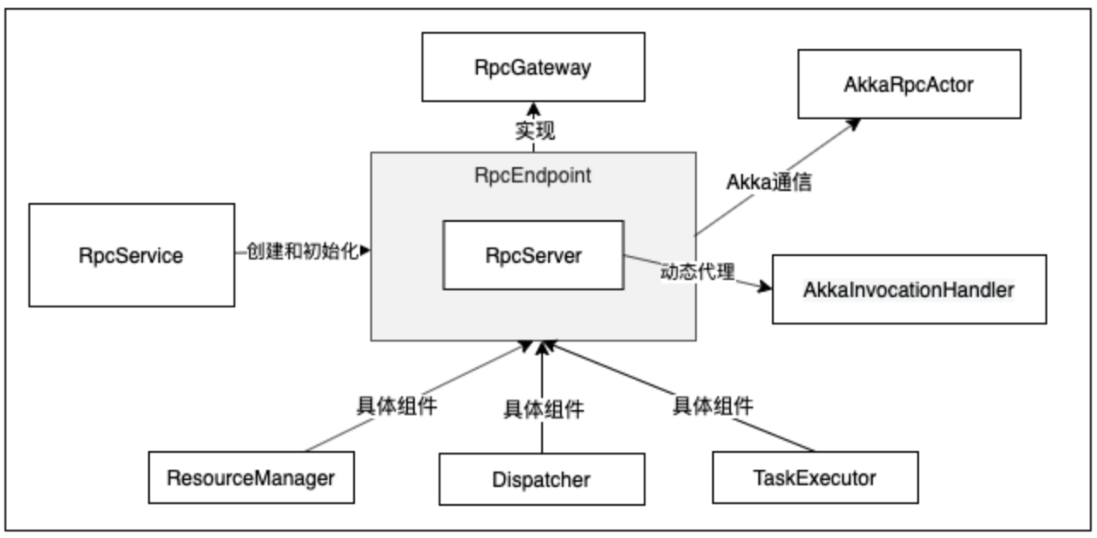 RpcGateway
AkkaRpcActor
实现
RpcEndpoint
Akka通信
RpcService
创建和初始化
RpcServer
动态代理
AkkaInvocationHandler
具体组件
具体组件
具体组件
ResourceManager
Dispatcher
TaskExecutor